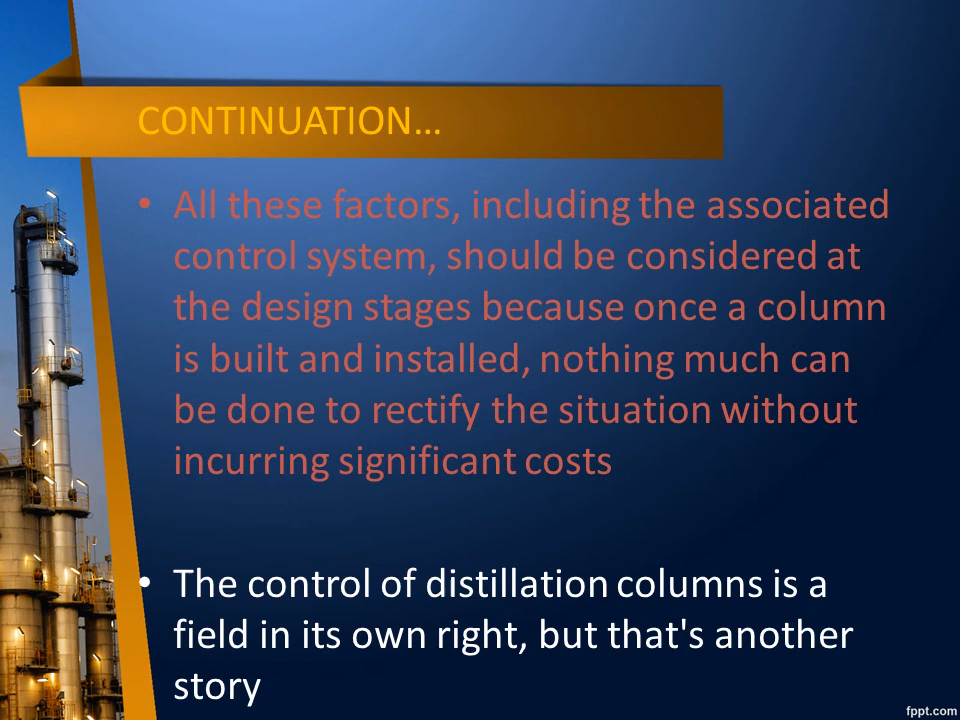 CONTINUATION…
• All these factors, including the associated
control system, should be considered at
the design stages because once a column
is built and installed, nothing much can
be done to rectify the situation without
incurring significant costs
• The control of distillation columns is a
field in its own right, but that's another
story
fppt.com